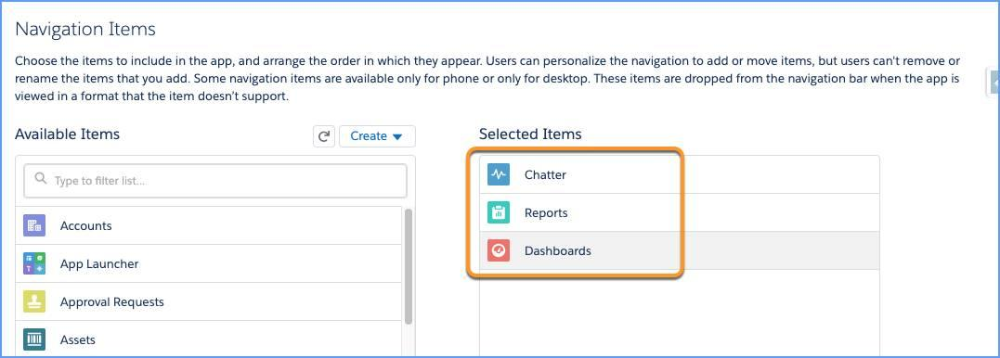 Navigation Items
Choose the items to include in the app, and arrange the order in which they appear. Users can personalize the navigation to add or move items, but users can't remove or
rename the items that you add. Some navigation items are available only for phone or only for desktop. These items are dropped from the navigation bar when the app is
viewed in a format that the item doesn't support.
Available Items
Create
Type to filter list...
Accounts
App Launcher
Approval Requests
Assets
Selected Items
Chatter
Reports
Dashboards